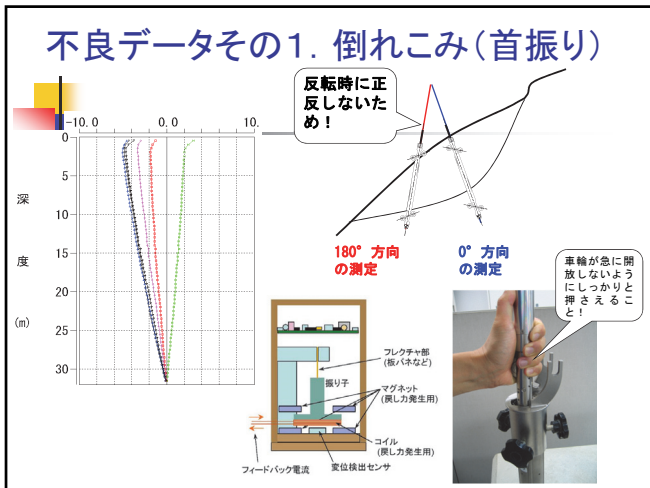 不良データその１．倒れこみ（首振り）
反転時に正
反しないた
め！
-10.0 0.0 10.
0
5
10
15
20
25
30
深
度
(m)
180° 方向
の測定
0° 方向
の測定
車輪が急に開
放しないよう
にしっかりと
押さえるこ
と！
フレクチャ部
（板バネなど）
振り子
マグネット
（戻し力発生用）
コイル
（戻し力発生用）
変位検出センサ
フィードバック電流